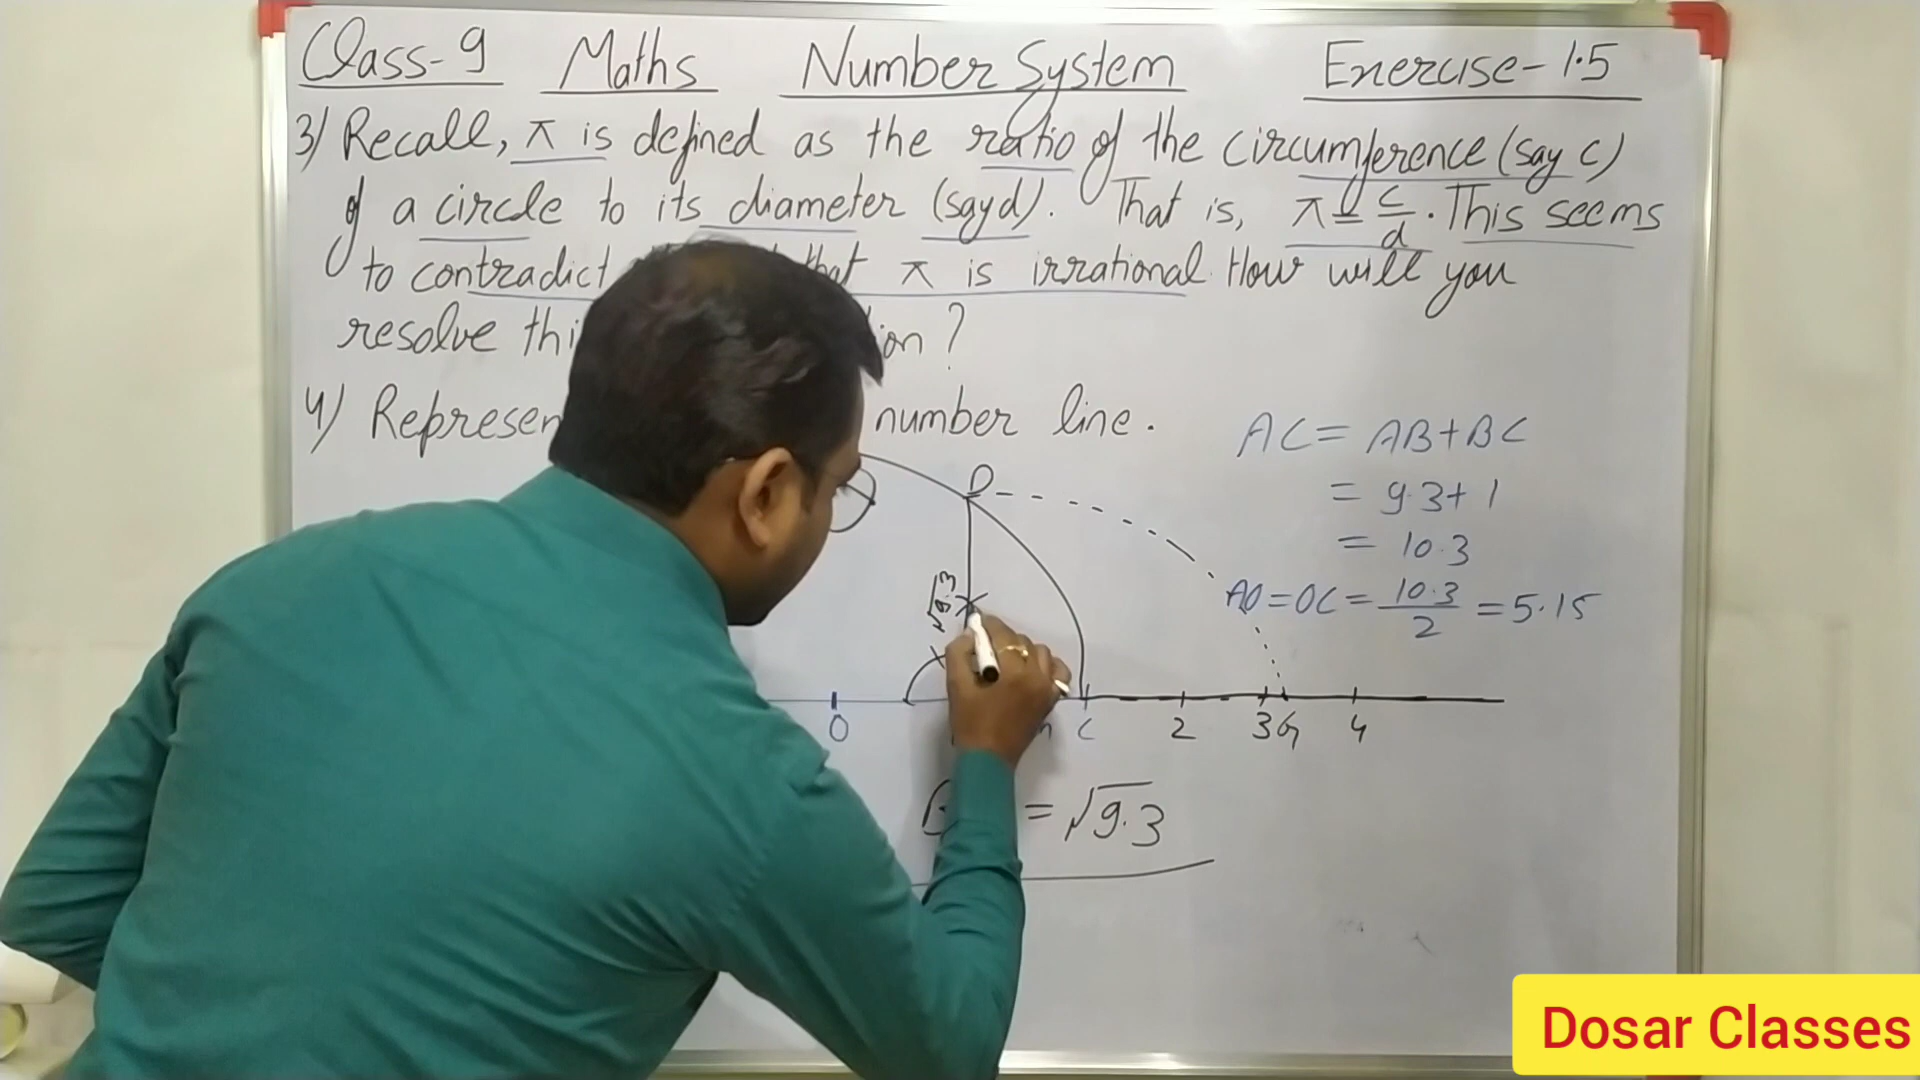 Class-9 Maths Number System Exercise-1.5
3) Recall, π is defined as the ratio of the circumference (say c)
of a circle to its diameter (say d). That is, π = c/d. This seems
to contradict that π is irrational. How will you
resolve ?
4) number line.
AC = AB+BC
= 9.3+1
= 10.3
AO=OC= 10.3/2 = 5.15
D
√9.3
0 C 2 3 G 4
= √9.3
Dosar Classes